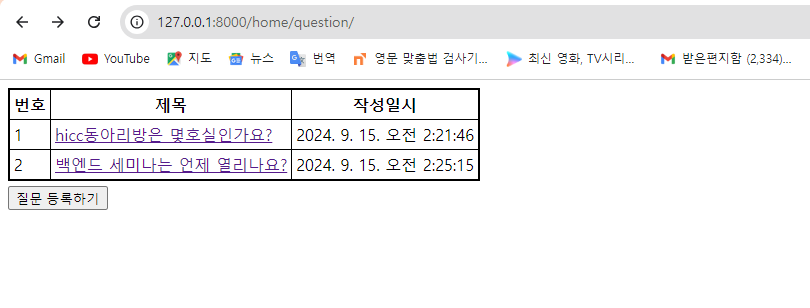 127.0.0.1:8000/home/question/
Gmail YouTube 지도 뉴스 번역 영문 맞춤법 검사기... 최신 영화, TV시리... 받은편지함 (2,334)...
번호 제목 작성일시
1 hicc동아리방은 몇호실인가요? 2024. 9. 15. 오전 2:21:46
2 백엔드 세미나는 언제 열리나요? 2024. 9. 15. 오전 2:25:15
질문 등록하기